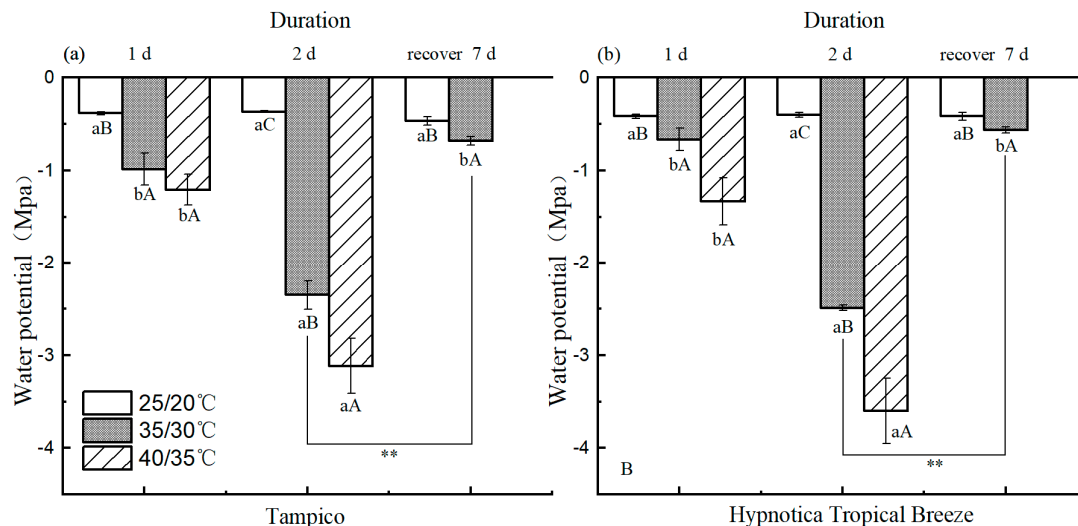 Duration
Duration
(a) 1 d 2 d recover 7 d
(b) 1 d 2 d recover 7 d
0
-1
-2
-3
-4
Water potential（Mpa）
aB
bA
bA
aC
aB
aA
aB
bA
**
25/20℃
35/30℃
40/35℃
Tampico
0
-1
-2
-3
-4
Water potential（Mpa）
aB
bA
bA
aC
aB
aA
aB
bA
**
B
Hypnotica Tropical Breeze